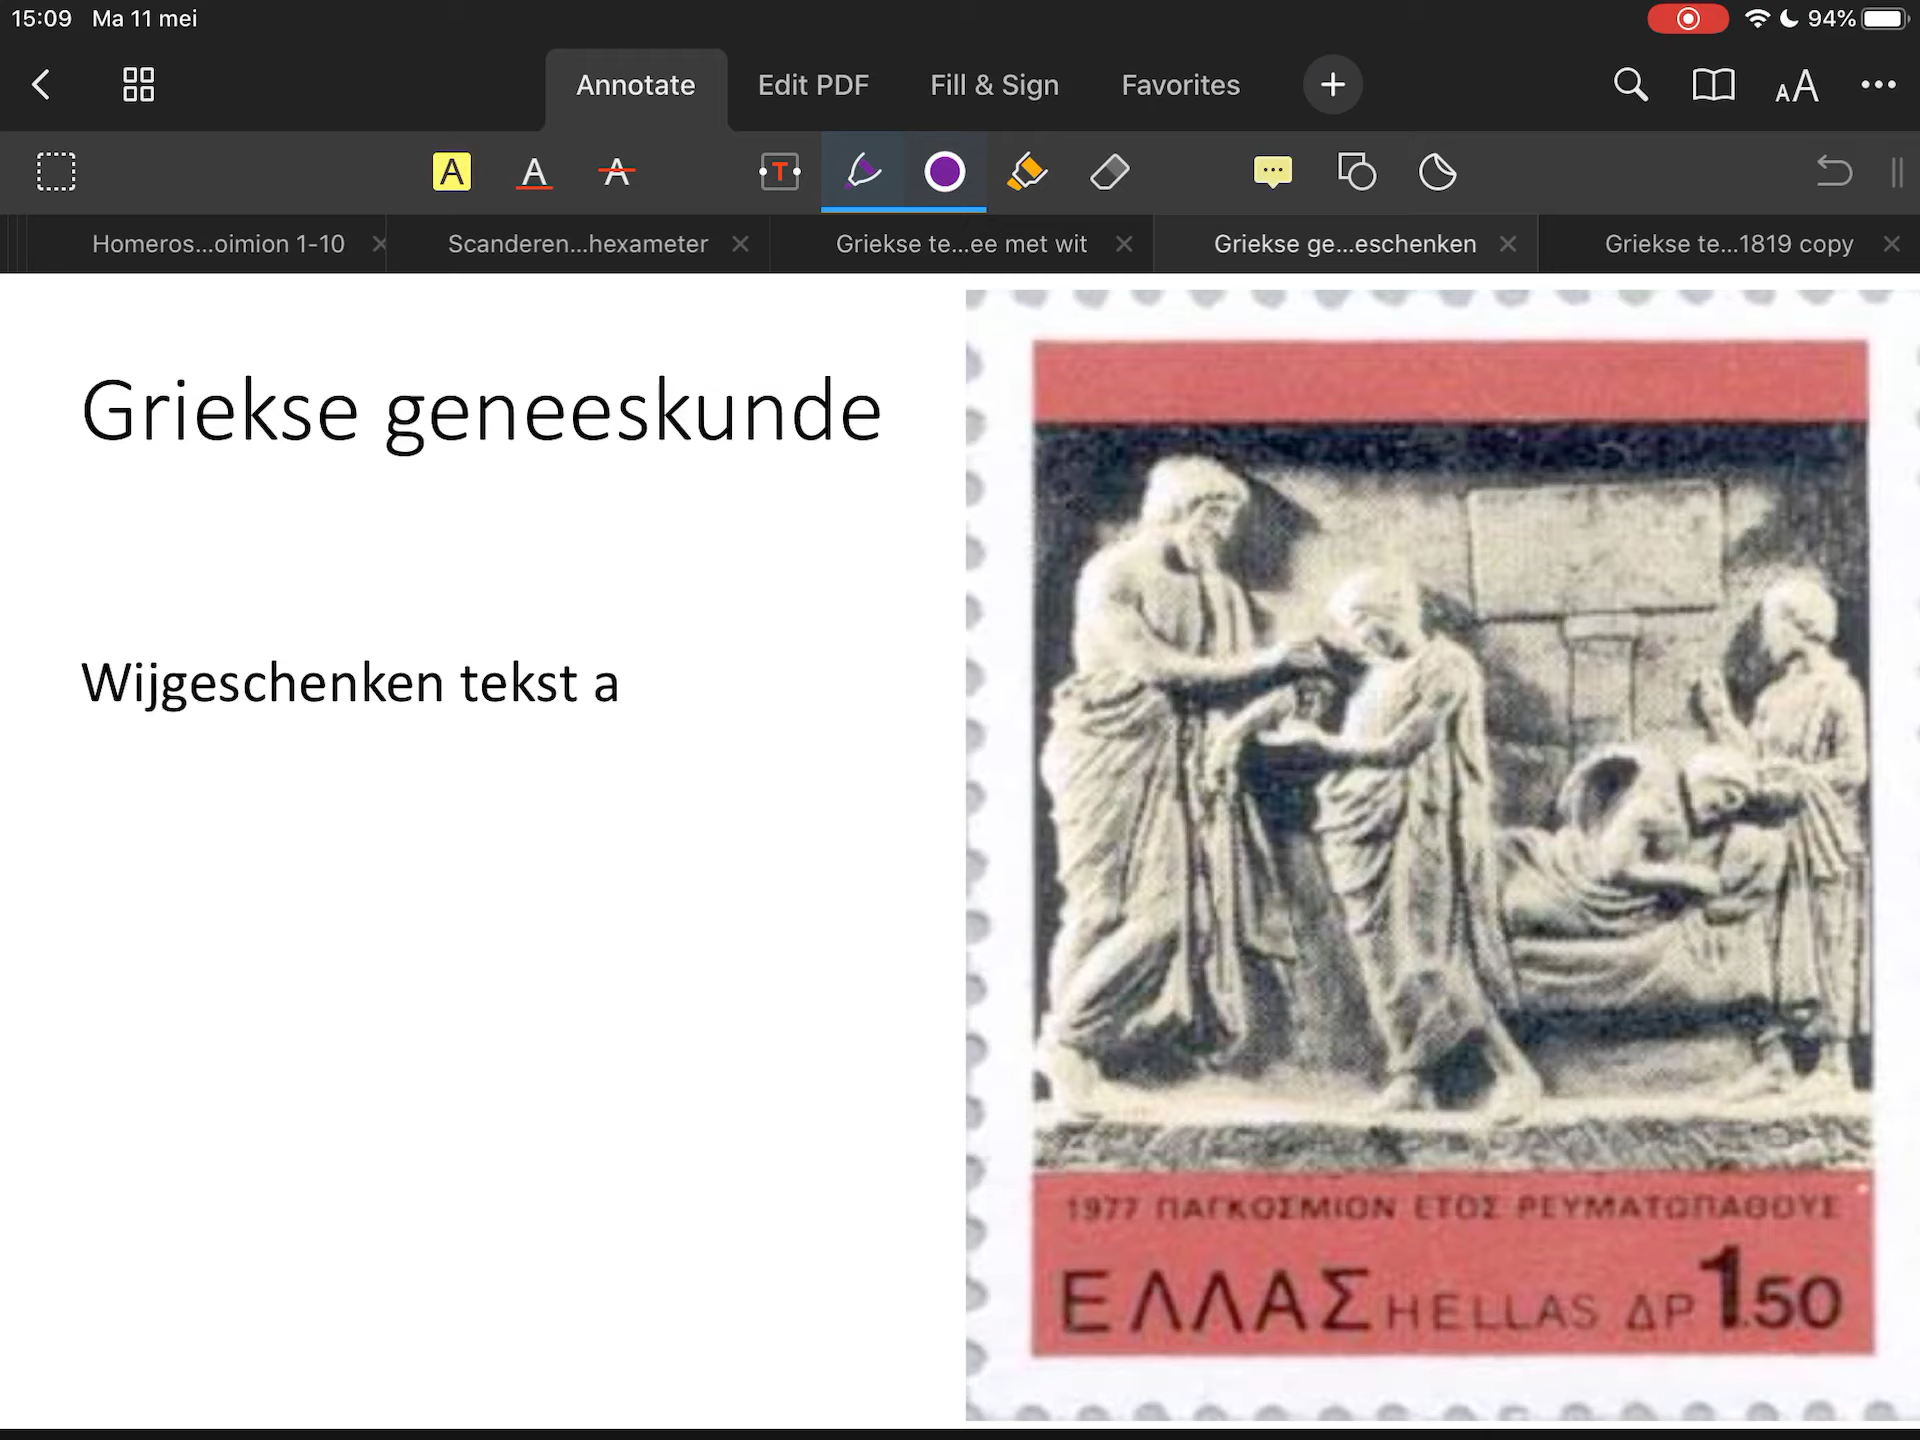 15:09 Ma 11 mei
94%
Annotate Edit PDF Fill & Sign Favorites
AA
A A A T
Homeros...oimion 1-10 Scanderen...hexameter Griekse te...ee met wit Griekse ge...eschenken Griekse te...1819 copy
Griekse geneeskunde
Wijgeschenken tekst a
1977 ΠΑΓΚΟΣΜΙΟΝ ΕΤΟΣ ΡΕΥΜΑΤΟΠΑΘΟΥΣ
ΕΛΛΑΣ HELLAS ΔΡ 1.50